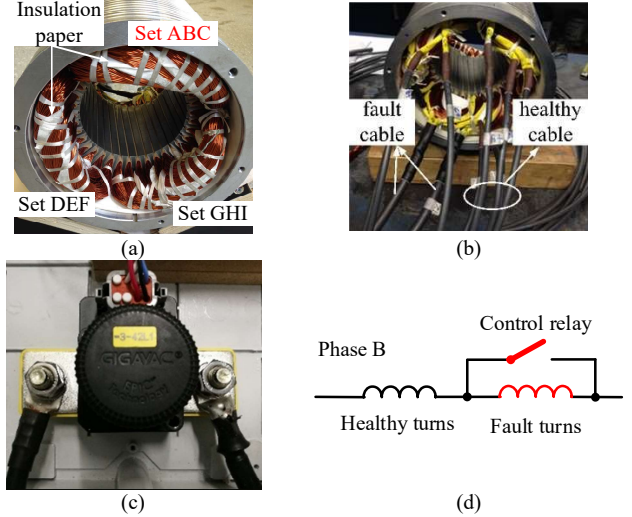 Insulation
paper
Set ABC
Set DEF
Set GHI
(a)
fault
cable
healthy
cable
(b)
GIGAVAC
(c)
Phase B
Control relay
Healthy turns
Fault turns
(d)